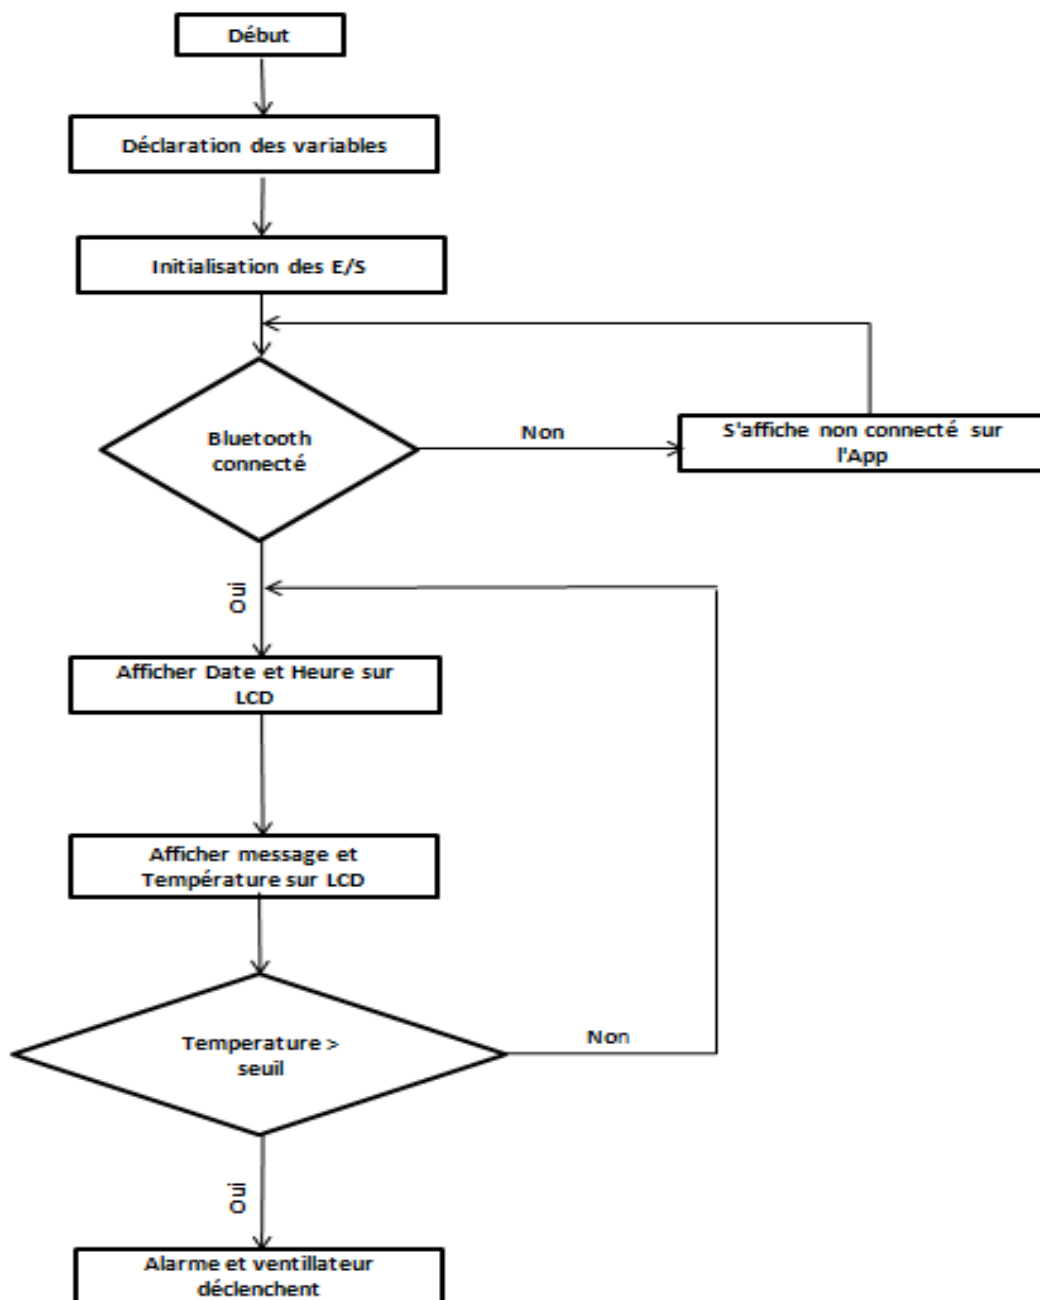 Début
Déclaration des variables
Initialisation des E/S
Bluetooth
connecté
Non
S'affiche non connecté sur
l'App
Oui
Afficher Date et Heure sur
LCD
Afficher message et
Température sur LCD
Temperature >
seuil
Non
Oui
Alarme et ventillateur
déclenchent